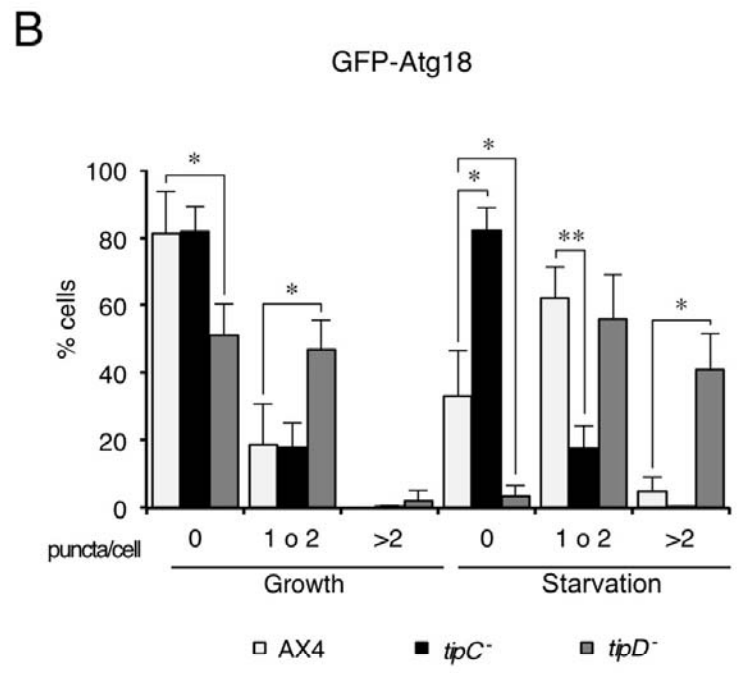 B
GFP-Atg18
% cells
100
80
60
40
20
0
* * * * ** *
puncta/cell 0 1 o 2 >2 0 1 o 2 >2
Growth Starvation
AX4 tipC- tipD-